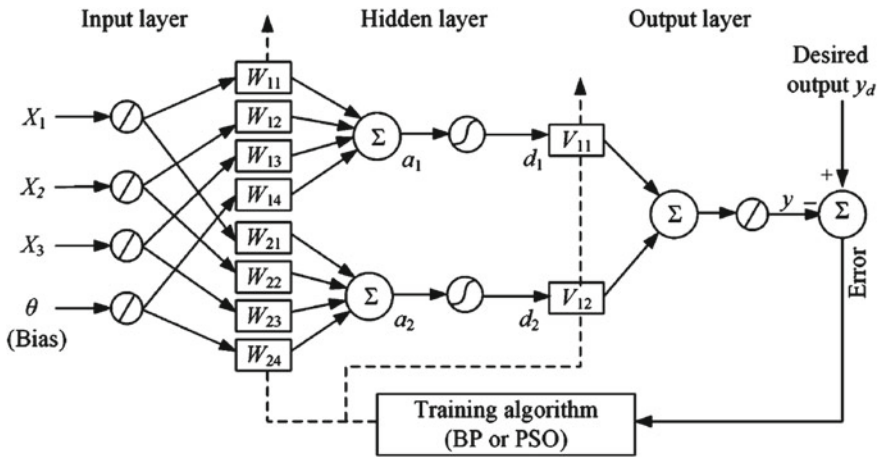 Input layer
Hidden layer
Output layer
Desired
output y_d
X_1
X_2
X_3
θ
(Bias)
W_11
W_12
W_13
W_14
W_21
W_22
W_23
W_24
Σ
a_1
d_1
V_11
Σ
a_2
d_2
V_12
Σ
y
+
−
Σ
Error
Training algorithm
(BP or PSO)